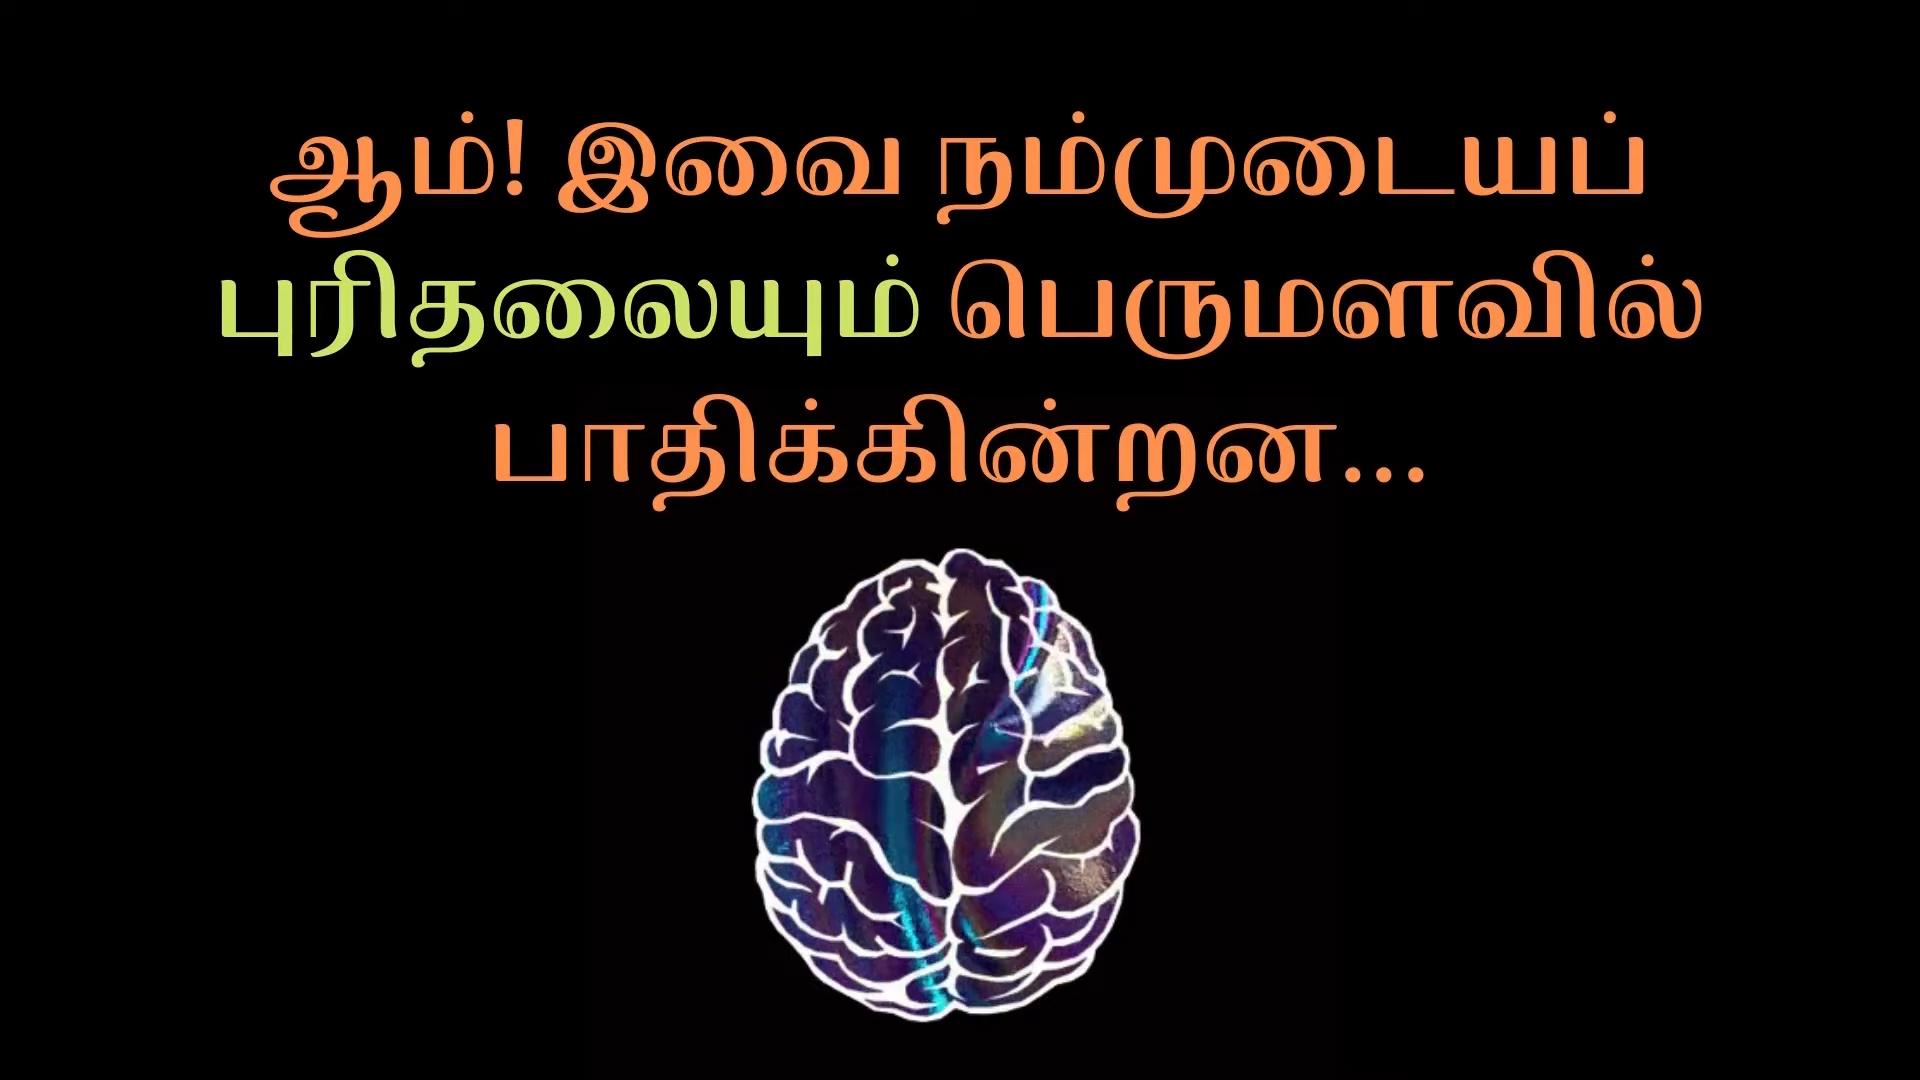 ஆம்! இவை நம்முடையப்
புரிதலையும் பெருமளவில்
பாதிக்கின்றன...